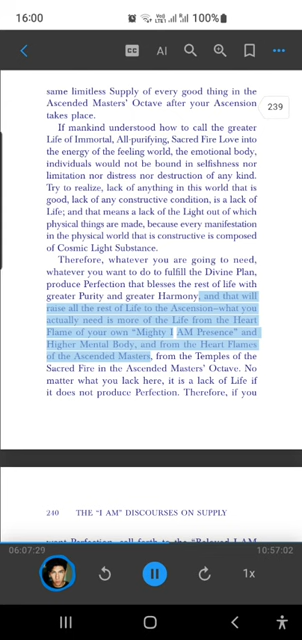 16:00
100%
CC
AI
239
same limitless Supply of every good thing in the
Ascended Masters' Octave after your Ascension
takes place.
If mankind understood how to call the greater
Life of Immortal, All-purifying, Sacred Fire Love into
the energy of the feeling world, the emotional body,
individuals would not be bound in selfishness nor
limitation nor distress nor destruction of any kind.
Try to realize, lack of anything in this world that is
good, lack of any constructive condition, is a lack of
Life; and that means a lack of the Light out of which
physical things are made, because every manifestation
in the physical world that is constructive is composed
of Cosmic Light Substance.
Therefore, whatever you are going to need,
whatever you want to do to fulfill the Divine Plan,
produce Perfection that blesses the rest of life with
greater Purity and greater Harmony, and that will
raise all the rest of Life to the Ascension–what you
actually need is more of the Life from the Heart
Flame of your own “Mighty I AM Presence” and
Higher Mental Body, and from the Heart Flames
of the Ascended Masters, from the Temples of the
Sacred Fire in the Ascended Masters' Octave. No
matter what you lack here, it is a lack of Life if
it does not produce Perfection. Therefore, if you
240 THE “I AM” DISCOURSES ON SUPPLY
want Perfection, call forth to the “Beloved I AM
06:07:29
10:57:02
1x